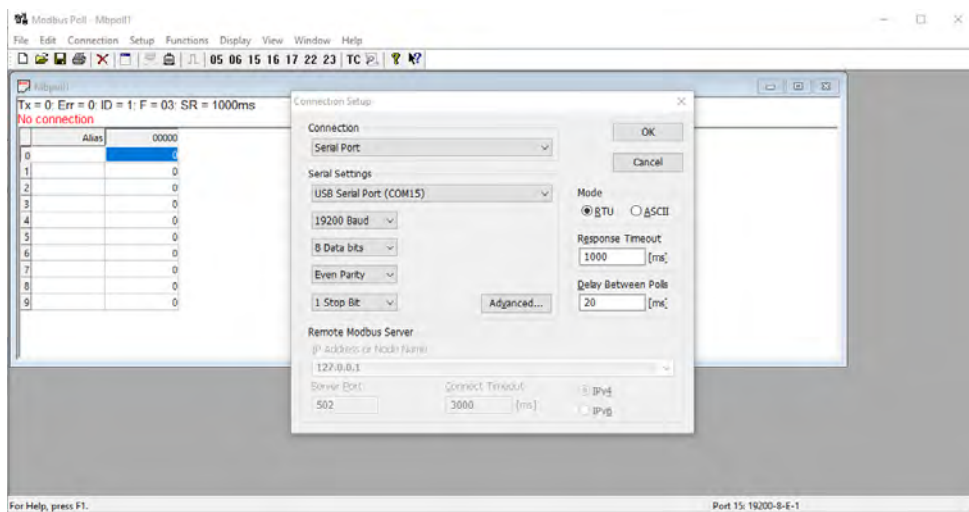 Modbus Poll - Mbpoll1
File Edit Connection Setup Functions Display View Window Help
05 06 15 16 17 22 23 TC
Mbpoll1
Tx = 0: Err = 0: ID = 1: F = 03: SR = 1000ms
No connection
Alias 00000
0 0
1 0
2 0
3 0
4 0
5 0
6 0
7 0
8 0
9 0
Connection Setup
Connection
Serial Port
OK
Cancel
Serial Settings
USB Serial Port (COM15)
19200 Baud
8 Data bits
Even Parity
1 Stop Bit
Advanced...
Mode
RTU ASCII
Response Timeout
1000 [ms]
Delay Between Polls
20 [ms]
Remote Modbus Server
IP Address or Node Name
127.0.0.1
Server Port
502
Connect Timeout
3000 [ms]
IPv4
IPv6
For Help, press F1.
Port 15: 19200-8-E-1